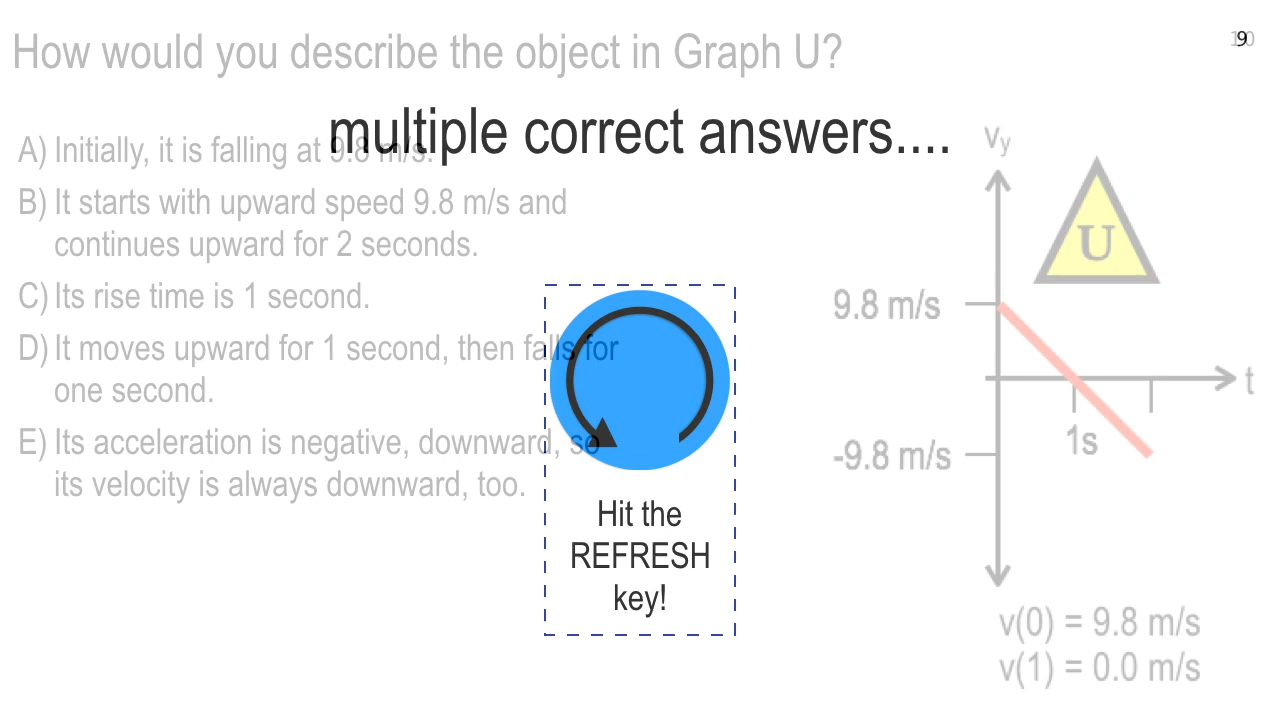 How would you describe the object in Graph U?
9
multiple correct answers....
A) Initially, it is falling at 9.8 m/s.
B) It starts with upward speed 9.8 m/s and
continues upward for 2 seconds.
C) Its rise time is 1 second.
D) It moves upward for 1 second, then falls for
one second.
E) Its acceleration is negative, downward, so
its velocity is always downward, too.
Hit the
REFRESH
key!
vy
U
9.8 m/s
t
1s
-9.8 m/s
v(0) = 9.8 m/s
v(1) = 0.0 m/s